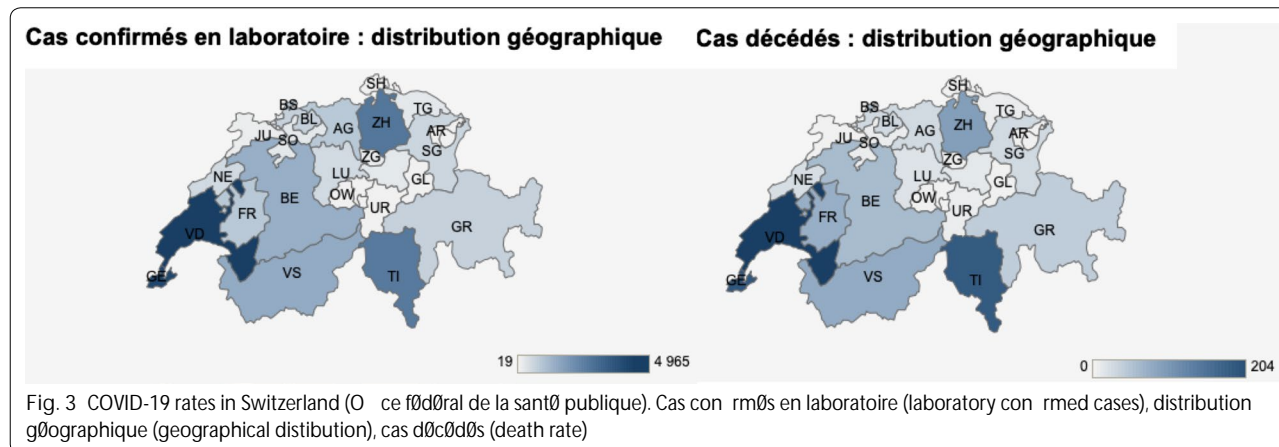 Cas confirmés en laboratoire : distribution géographique
Cas décédés : distribution géographique
SH
BS
BL
TG
AG
ZH
AR
JU
SO
SG
ZG
NE
LU
GL
OW
BE
UR
FR
GR
VD
GE
VS
TI
19
4 965
SH
BS
BL
TG
AG
ZH
AR
JU
SO
SG
ZG
NE
LU
GL
OW
BE
UR
FR
GR
VD
GE
VS
TI
0
204
Fig. 3 COVID-19 rates in Switzerland (O ce fØdØral de la santØ publique). Cas con rmØs en laboratoire (laboratory con rmed cases), distribution
gØographique (geographical distibution), cas dØcØdØs (death rate)